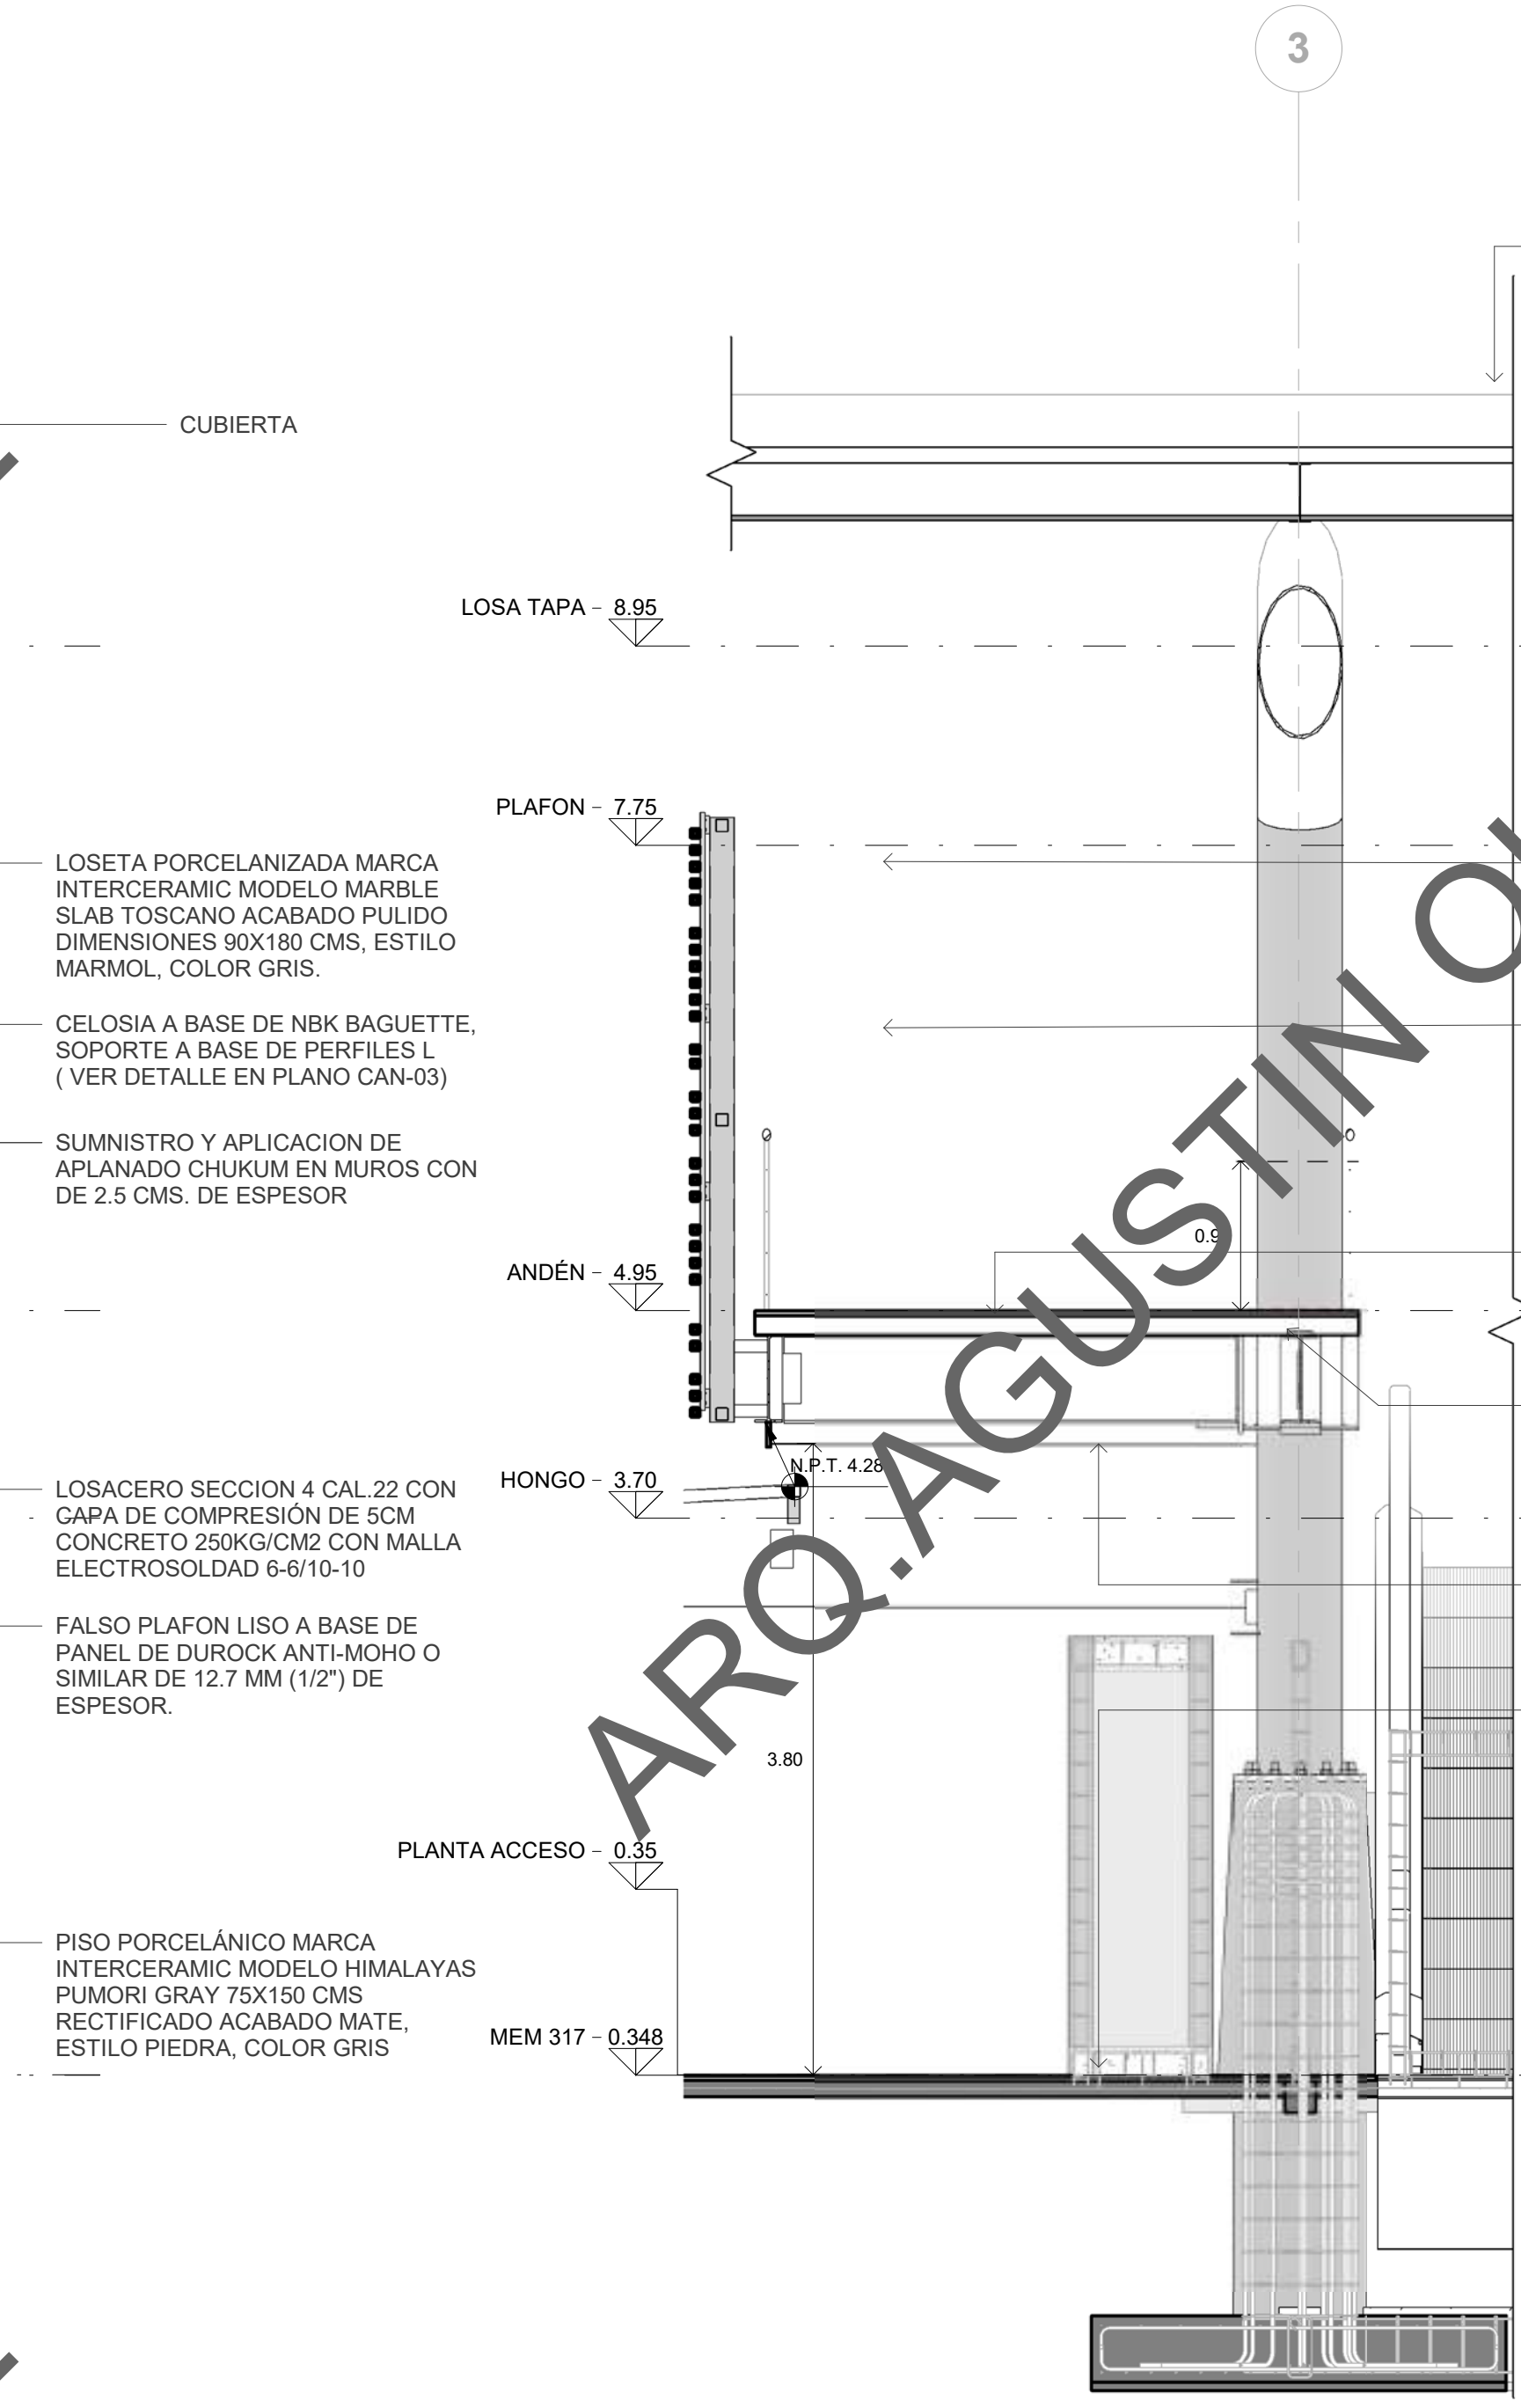 3
CUBIERTA
LOSA TAPA - 8.95
PLAFON - 7.75
LOSETA PORCELANIZADA MARCA
INTERCERAMIC MODELO MARBLE
SLAB TOSCANO ACABADO PULIDO
DIMENSIONES 90X180 CMS, ESTILO
MARMOL, COLOR GRIS.
CELOSIA A BASE DE NBK BAGUETTE,
SOPORTE A BASE DE PERFILES L
( VER DETALLE EN PLANO CAN-03)
SUMNISTRO Y APLICACION DE
APLANADO CHUKUM EN MUROS CON
DE 2.5 CMS. DE ESPESOR
ANDÉN - 4.95
HONGO - 3.70
N.P.T. 4.28
LOSACERO SECCION 4 CAL.22 CON
CAPA DE COMPRESIÓN DE 5CM
CONCRETO 250KG/CM2 CON MALLA
ELECTROSOLDAD 6-6/10-10
FALSO PLAFON LISO A BASE DE
PANEL DE DUROCK ANTI-MOHO O
SIMILAR DE 12.7 MM (1/2") DE
ESPESOR.
3.80
PLANTA ACCESO - 0.35
PISO PORCELÁNICO MARCA
INTERCERAMIC MODELO HIMALAYAS
PUMORI GRAY 75X150 CMS
RECTIFICADO ACABADO MATE,
ESTILO PIEDRA, COLOR GRIS
MEM 317 - 0.348
ARQ.AGUSTIN